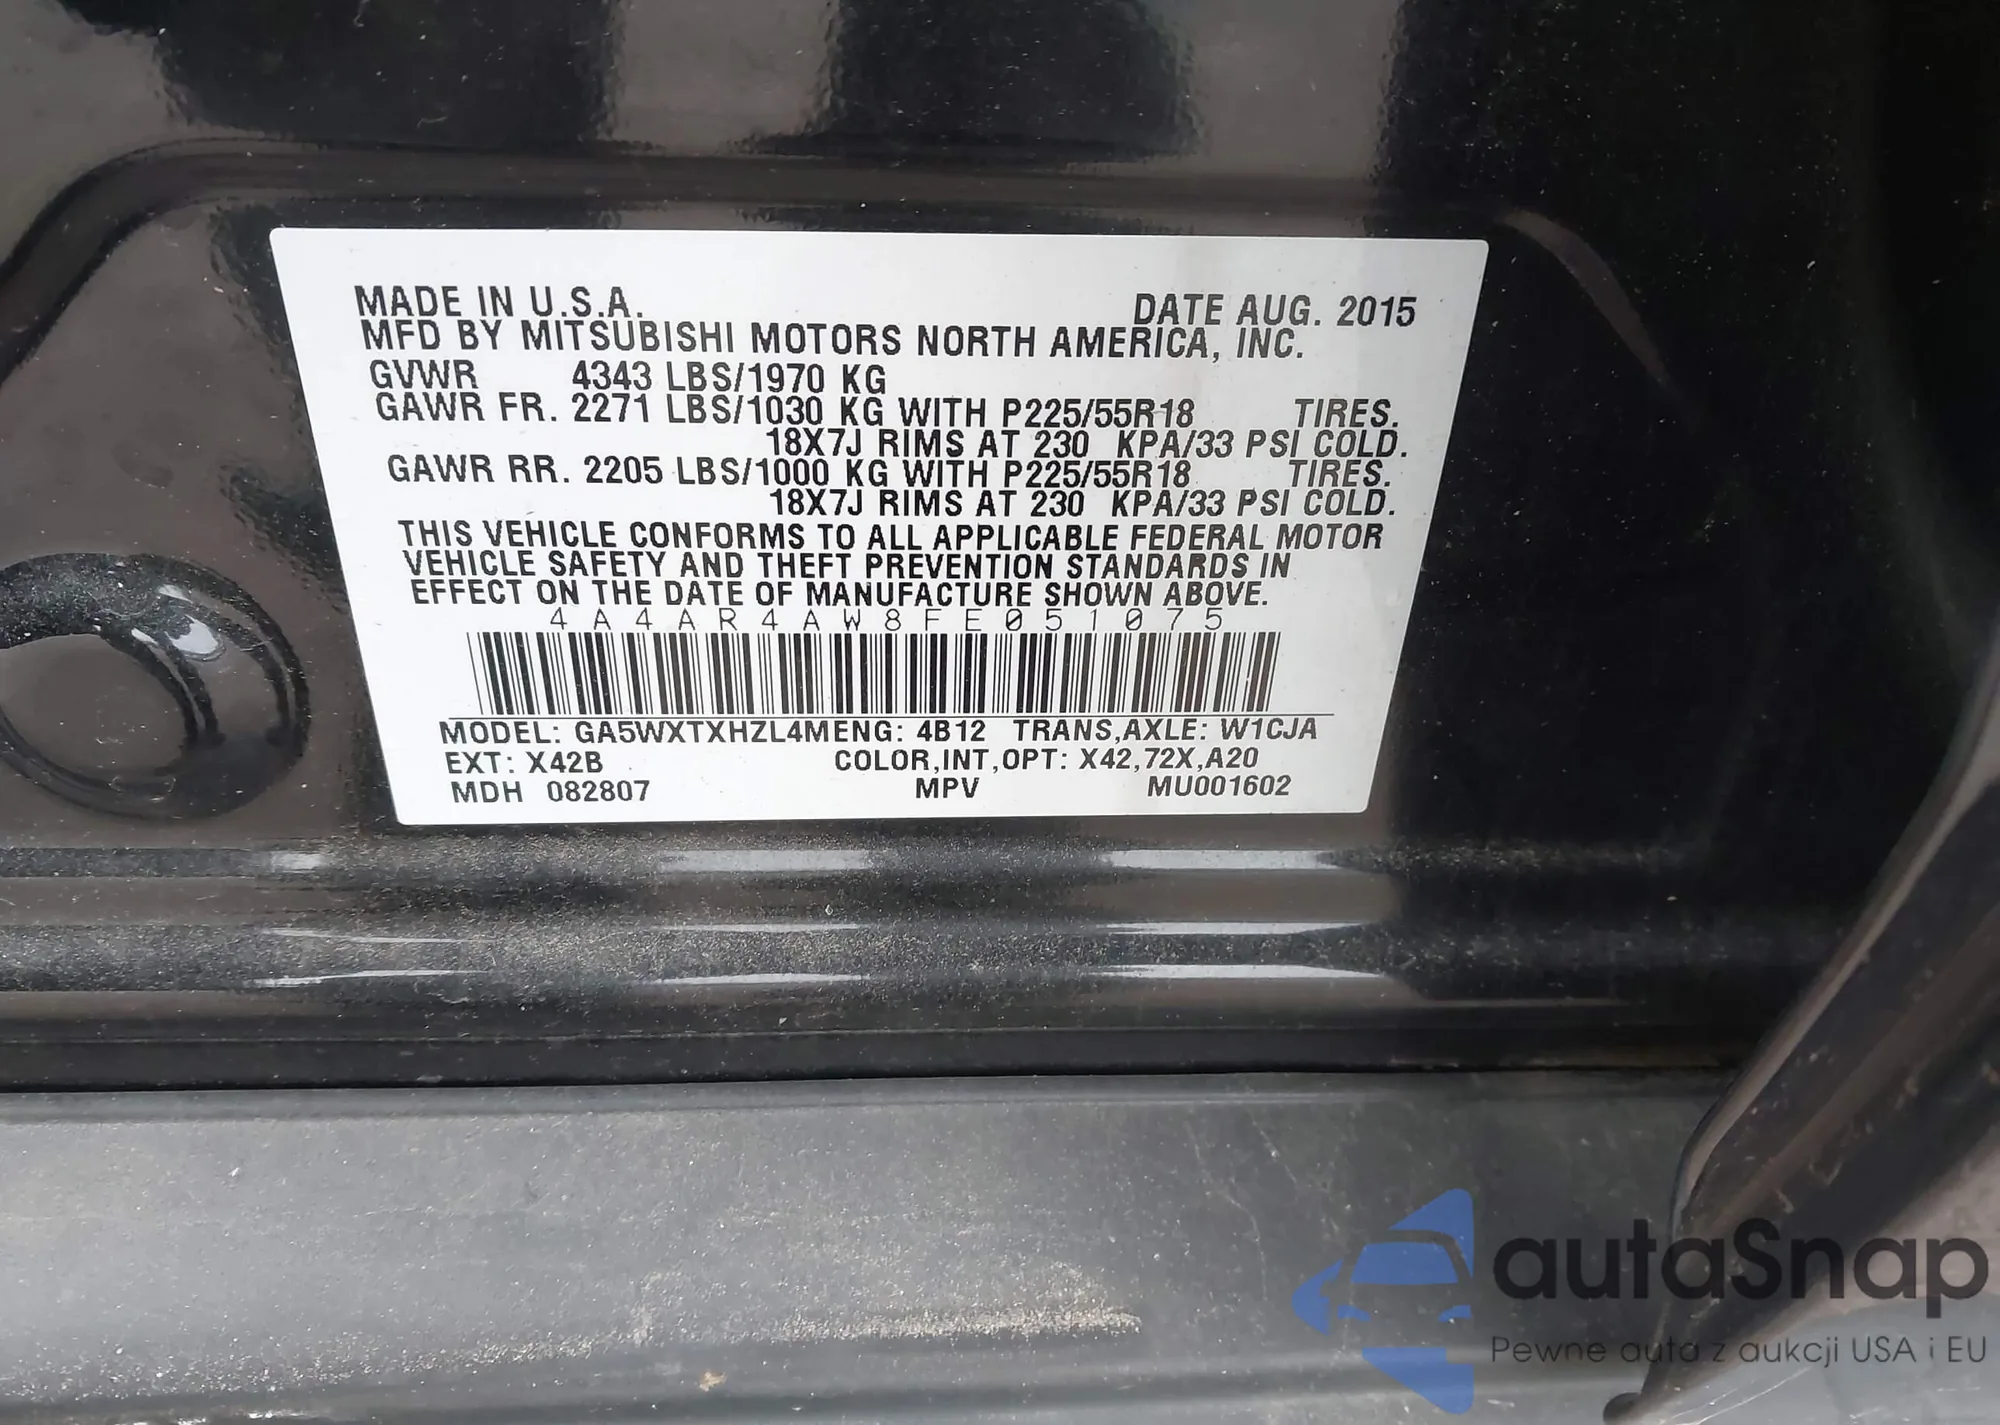 MADE IN U.S.A. DATE AUG. 2015
MFD BY MITSUBISHI MOTORS NORTH AMERICA, INC.
GVWR 4343 LBS/1970 KG
GAWR FR. 2271 LBS/1030 KG WITH P225/55R18 TIRES.
18X7J RIMS AT 230 KPA/33 PSI COLD.
GAWR RR. 2205 LBS/1000 KG WITH P225/55R18 TIRES.
18X7J RIMS AT 230 KPA/33 PSI COLD.
THIS VEHICLE CONFORMS TO ALL APPLICABLE FEDERAL MOTOR
VEHICLE SAFETY AND THEFT PREVENTION STANDARDS IN
EFFECT ON THE DATE OF MANUFACTURE SHOWN ABOVE.
4A4AR4AW8FE051075
MODEL: GA5WXTXHZL4MENG: 4B12 TRANS,AXLE: W1CJA
EXT: X42B COLOR,INT,OPT: X42,72X,A20
MDH 082807 MPV MU001602
autaSnap
Pewne auta z aukcji USA i EU